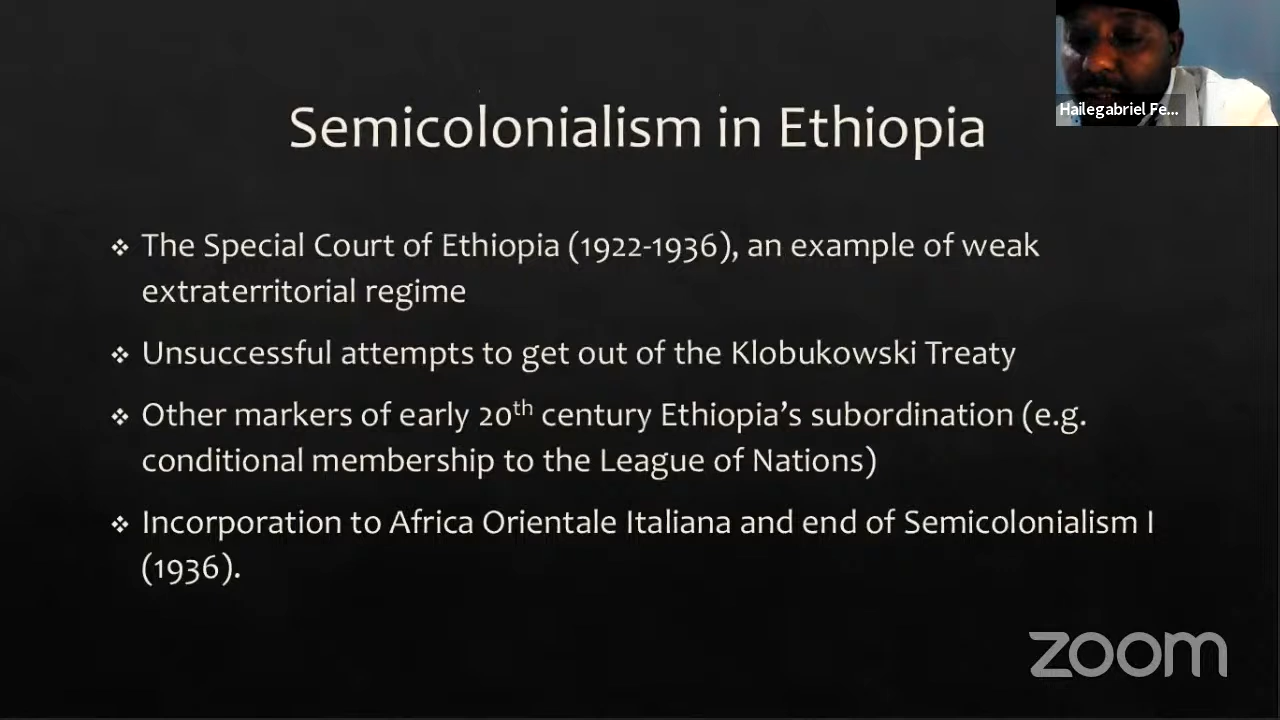 Hailegabriel Fe...
Semicolonialism in Ethiopia
❖ The Special Court of Ethiopia (1922-1936), an example of weak
extraterritorial regime
❖ Unsuccessful attempts to get out of the Klobukowski Treaty
❖ Other markers of early 20th century Ethiopia’s subordination (e.g.
conditional membership to the League of Nations)
❖ Incorporation to Africa Orientale Italiana and end of Semicolonialism I
(1936).
zoom